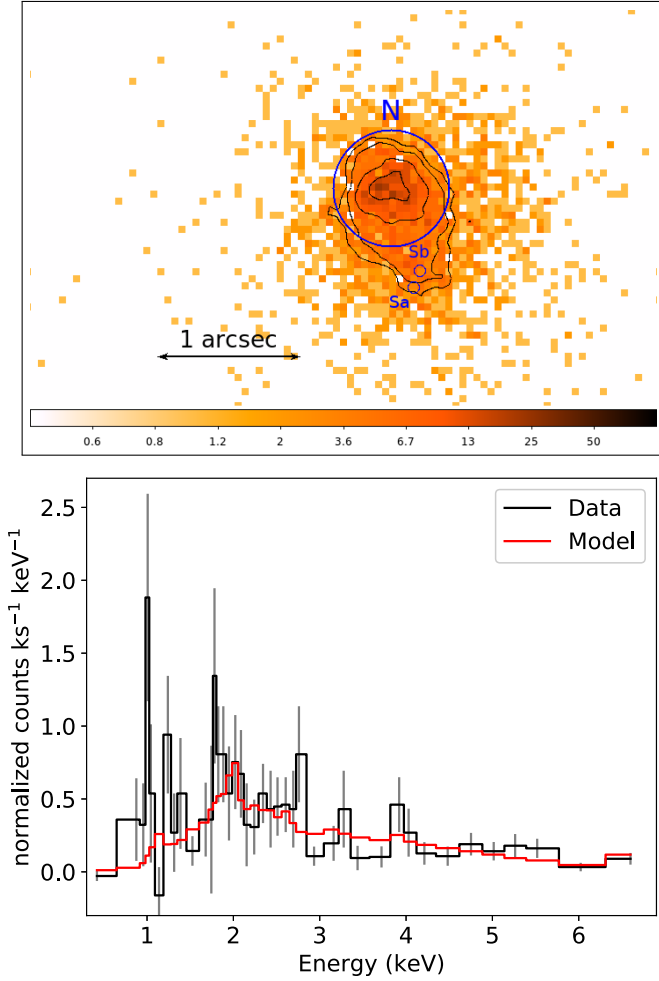 N
Sb
Sa
1 arcsec
0.6 0.8 1.2 2 3.6 6.7 13 25 50
2.5
2.0
1.5
1.0
0.5
0.0
normalized counts ks⁻¹ keV⁻¹
Data
Model
1 2 3 4 5 6
Energy (keV)